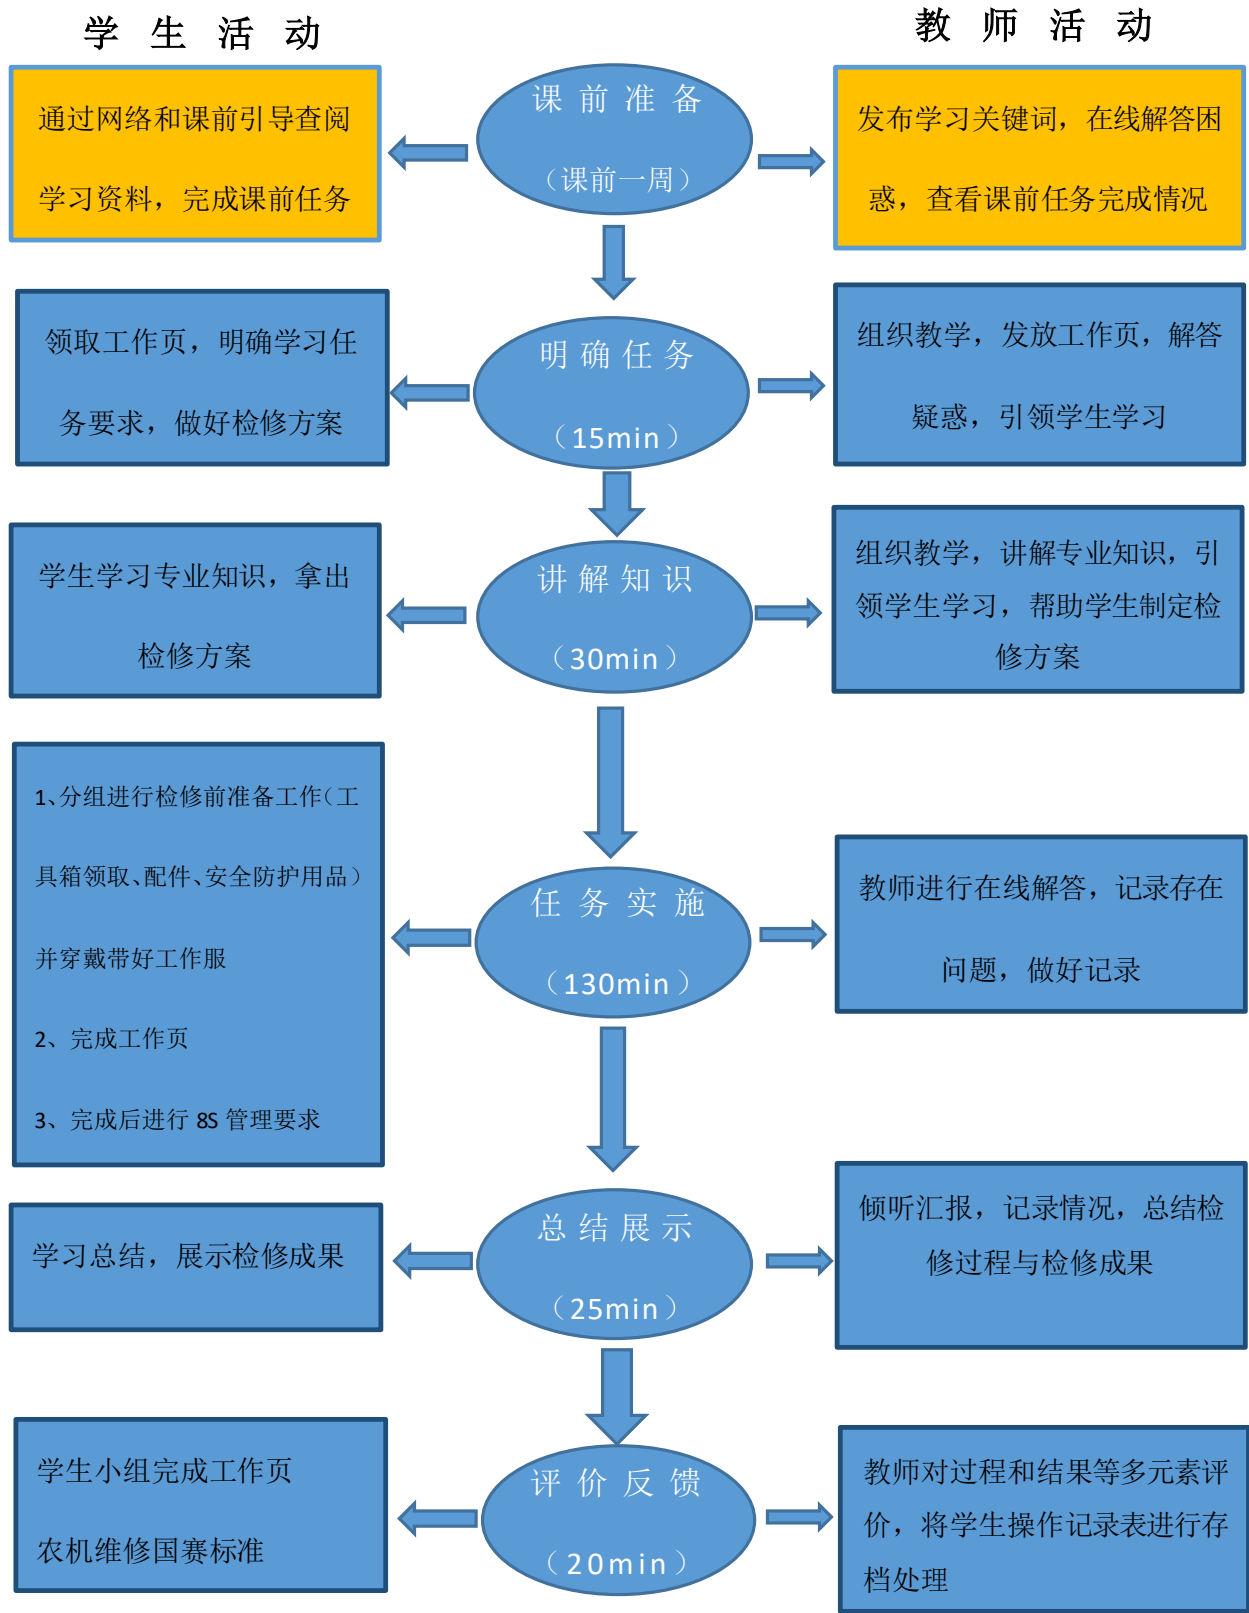 学 生 活 动
教 师 活 动
通过网络和课前引导查阅
学习资料，完成课前任务
课 前 准 备
（课前一周）
发布学习关键词，在线解答困
惑，查看课前任务完成情况
领取工作页，明确学习任
务要求，做好检修方案
明确任务
（15min）
组织教学，发放工作页，解答
疑惑，引领学生学习
学生学习专业知识，拿出
检修方案
讲解知识
（30min）
组织教学，讲解专业知识，引
领学生学习，帮助学生制定检
修方案
1、分组进行检修前准备工作（工
具箱领取、配件、安全防护用品）
并穿戴带好工作服
2、完成工作页
3、完成后进行 8S 管理要求
任 务 实 施
（130min）
教师进行在线解答，记录存在
问题，做好记录
学习总结，展示检修成果
总结展示
（25min）
倾听汇报，记录情况，总结检
修过程与检修成果
学生小组完成工作页
农机维修国赛标准
评 价 反 馈
（20min）
教师对过程和结果等多元素评
价，将学生操作记录表进行存
档处理